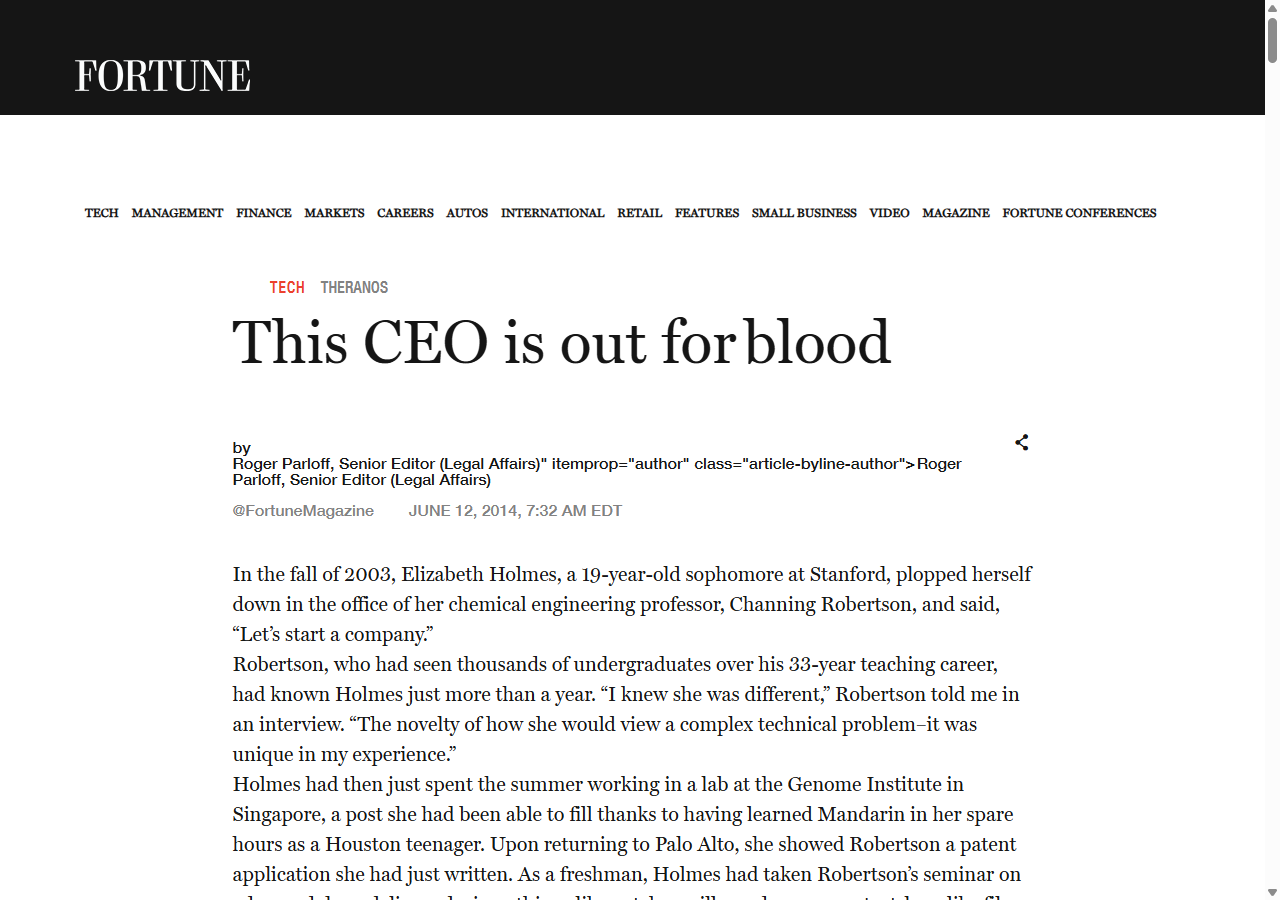 FORTUNE
TECH MANAGEMENT FINANCE MARKETS CAREERS AUTOS INTERNATIONAL RETAIL FEATURES SMALL BUSINESS VIDEO MAGAZINE FORTUNE CONFERENCES
TECH THERANOS
This CEO is out for blood
by
Roger Parloff, Senior Editor (Legal Affairs)" itemprop="author" class="article-byline-author">Roger
Parloff, Senior Editor (Legal Affairs)
@FortuneMagazine JUNE 12, 2014, 7:32 AM EDT
In the fall of 2003, Elizabeth Holmes, a 19-year-old sophomore at Stanford, plopped herself
down in the office of her chemical engineering professor, Channing Robertson, and said,
“Let’s start a company.”
Robertson, who had seen thousands of undergraduates over his 33-year teaching career,
had known Holmes just more than a year. “I knew she was different,” Robertson told me in
an interview. “The novelty of how she would view a complex technical problem–it was
unique in my experience.”
Holmes had then just spent the summer working in a lab at the Genome Institute in
Singapore, a post she had been able to fill thanks to having learned Mandarin in her spare
hours as a Houston teenager. Upon returning to Palo Alto, she showed Robertson a patent
application she had just written. As a freshman, Holmes had taken Robertson’s seminar on